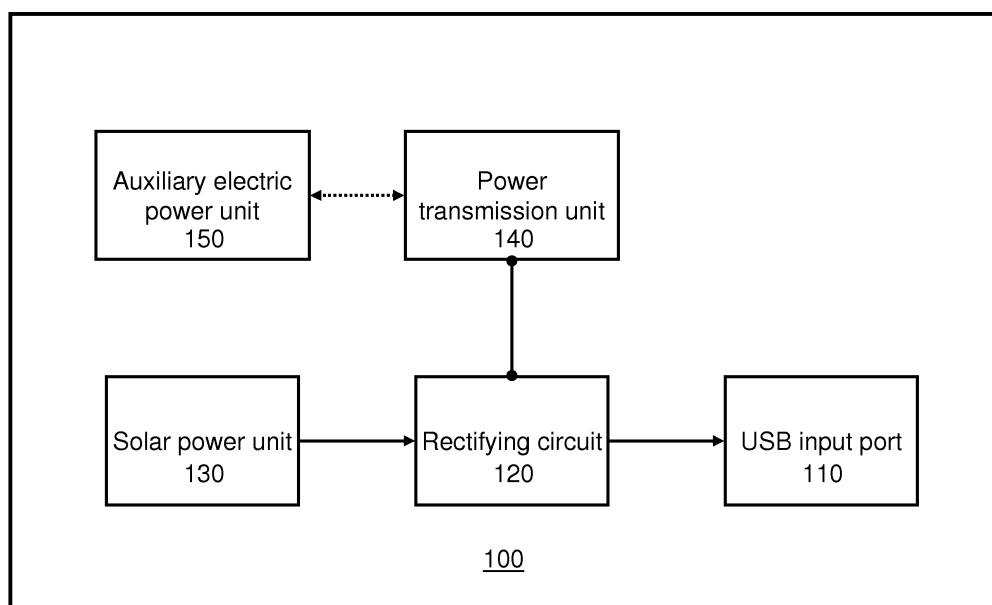 Auxiliary electric
power unit
150
Power
transmission unit
140
Solar power unit
130
Rectifying circuit
120
USB input port
110
100